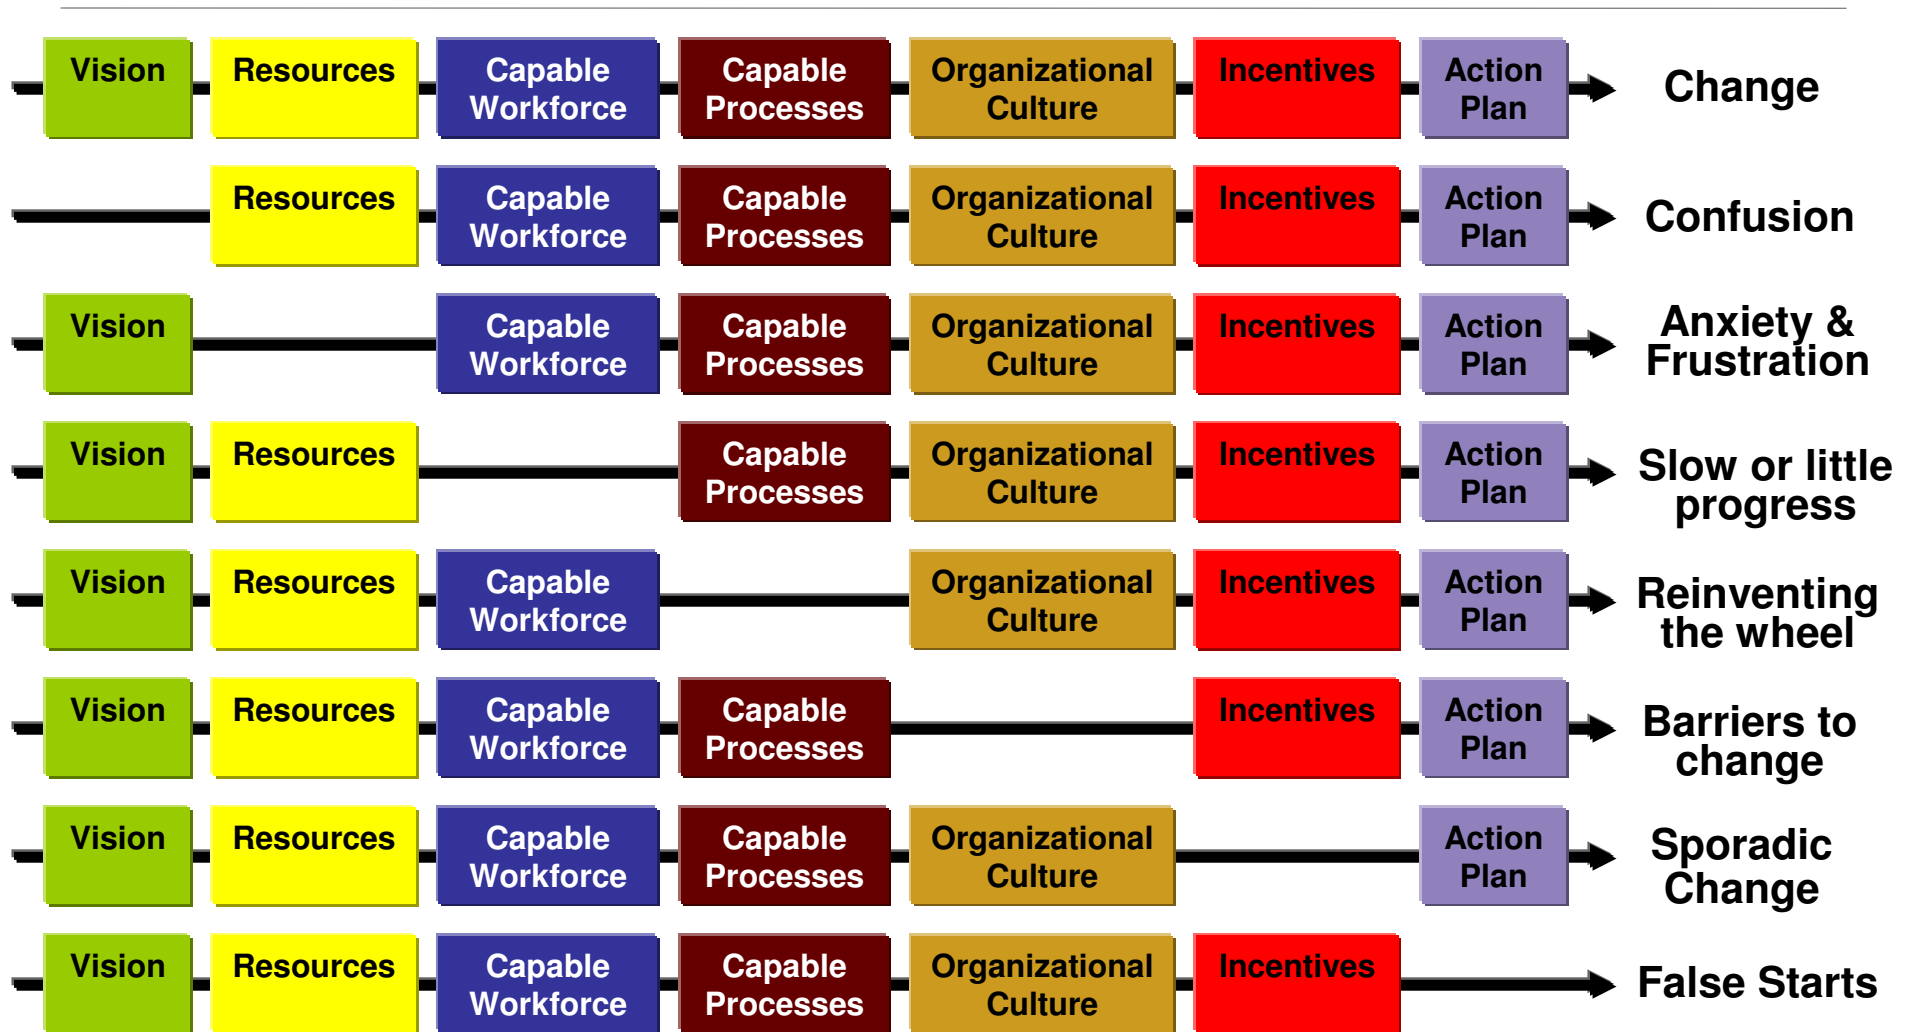 Vision Resources Capable Capable Organizational Incentives Action Change
Workforce Processes Culture Plan
Resources Capable Capable Organizational Incentives Action Confusion
Workforce Processes Culture Plan
Vision Capable Capable Organizational Incentives Action Anxiety &
Workforce Processes Culture Plan Frustration
Vision Resources Capable Organizational Incentives Action Slow or little
Processes Culture Plan progress
Vision Resources Capable Organizational Incentives Action Reinventing
Workforce Culture Plan the wheel
Vision Resources Capable Capable Incentives Action Barriers to
Workforce Processes Plan change
Vision Resources Capable Capable Organizational Action Sporadic
Workforce Processes Culture Plan Change
Vision Resources Capable Capable Organizational Incentives False Starts
Workforce Processes Culture